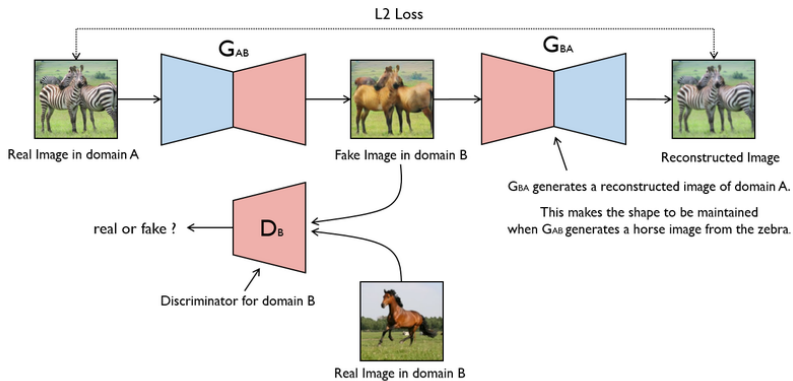 L2 Loss
GAB
GBA
Real Image in domain A
Fake Image in domain B
Reconstructed Image
GBA generates a reconstructed image of domain A.
This makes the shape to be maintained
when GAB generates a horse image from the zebra.
real or fake ?
DB
Discriminator for domain B
Real Image in domain B